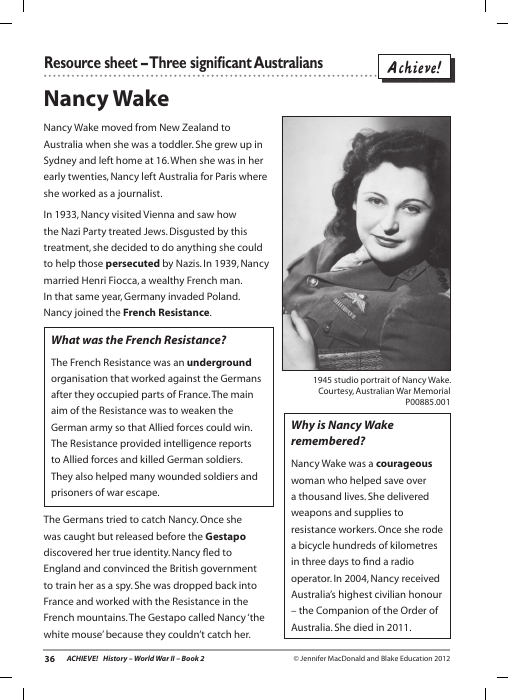 Resource sheet – Three significant Australians
Achieve!
Nancy Wake
Nancy Wake moved from New Zealand to
Australia when she was a toddler. She grew up in
Sydney and left home at 16. When she was in her
early twenties, Nancy left Australia for Paris where
she worked as a journalist.
In 1933, Nancy visited Vienna and saw how
the Nazi Party treated Jews. Disgusted by this
treatment, she decided to do anything she could
to help those persecuted by Nazis. In 1939, Nancy
married Henri Fiocca, a wealthy French man.
In that same year, Germany invaded Poland.
Nancy joined the French Resistance.
What was the French Resistance?
The French Resistance was an underground
organisation that worked against the Germans
after they occupied parts of France. The main
aim of the Resistance was to weaken the
German army so that Allied forces could win.
The Resistance provided intelligence reports
to Allied forces and killed German soldiers.
They also helped many wounded soldiers and
prisoners of war escape.
The Germans tried to catch Nancy. Once she
was caught but released before the Gestapo
discovered her true identity. Nancy fled to
England and convinced the British government
to train her as a spy. She was dropped back into
France and worked with the Resistance in the
French mountains. The Gestapo called Nancy ‘the
white mouse’ because they couldn’t catch her.
1945 studio portrait of Nancy Wake.
Courtesy, Australian War Memorial
P00885.001
Why is Nancy Wake
remembered?
Nancy Wake was a courageous
woman who helped save over
a thousand lives. She delivered
weapons and supplies to
resistance workers. Once she rode
a bicycle hundreds of kilometres
in three days to find a radio
operator. In 2004, Nancy received
Australia’s highest civilian honour
– the Companion of the Order of
Australia. She died in 2011.
36 ACHIEVE! History – World War II – Book 2
© Jennifer MacDonald and Blake Education 2012